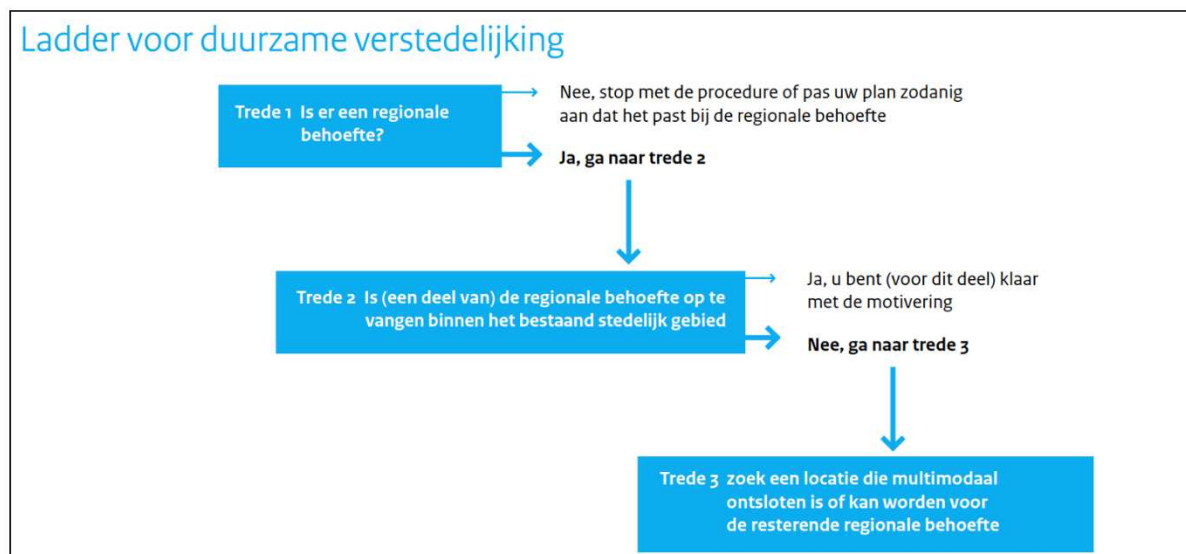 Ladder voor duurzame verstedelijking
Trede 1 Is er een regionale
behoefte?
Nee, stop met de procedure of pas uw plan zodanig
aan dat het past bij de regionale behoefte
Ja, ga naar trede 2
Trede 2 Is (een deel van) de regionale behoefte op te
vangen binnen het bestaand stedelijk gebied
Ja, u bent (voor dit deel) klaar
met de motivering
Nee, ga naar trede 3
Trede 3 zoek een locatie die multimodaal
ontsloten is of kan worden voor
de resterende regionale behoefte